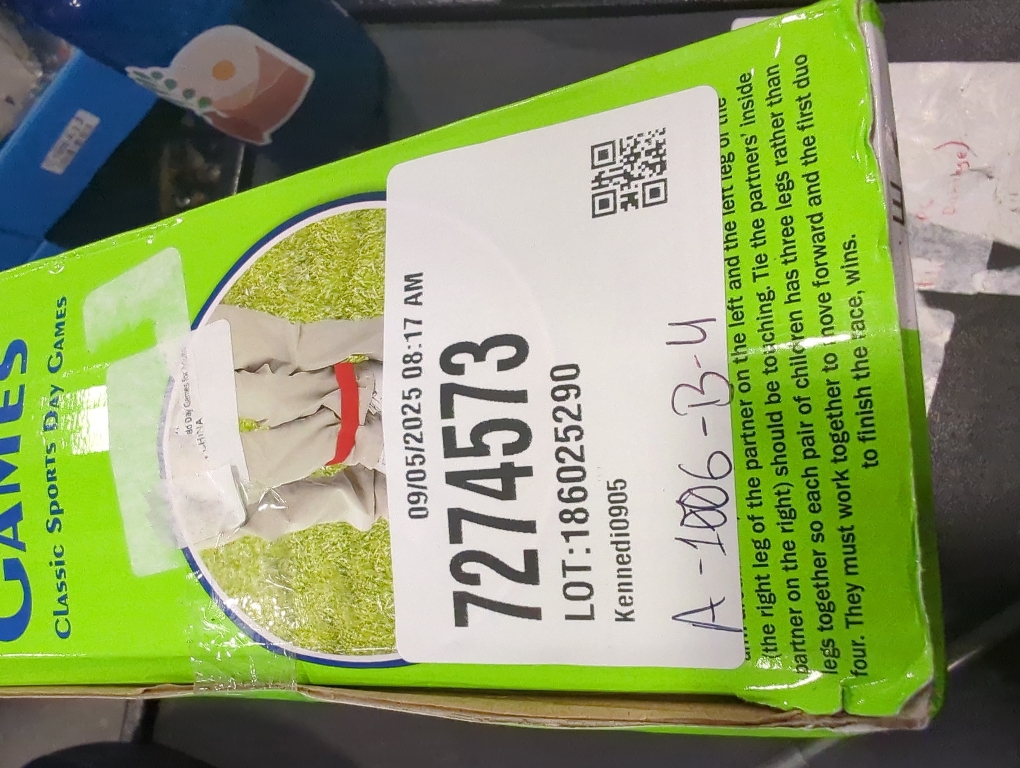 GAMES
CLASSIC SPORTS DAY GAMES
09/05/2025 08:17 AM
7274573
LOT:186025290
Kennedi0905
A-1006-B-4
(the right leg of the partner on the left and the left leg of the
partner on the right) should be touching. Tie the partners' inside
legs together so each pair of children has three legs rather than
four. They must work together to move forward and the first duo
to finish the race, wins.